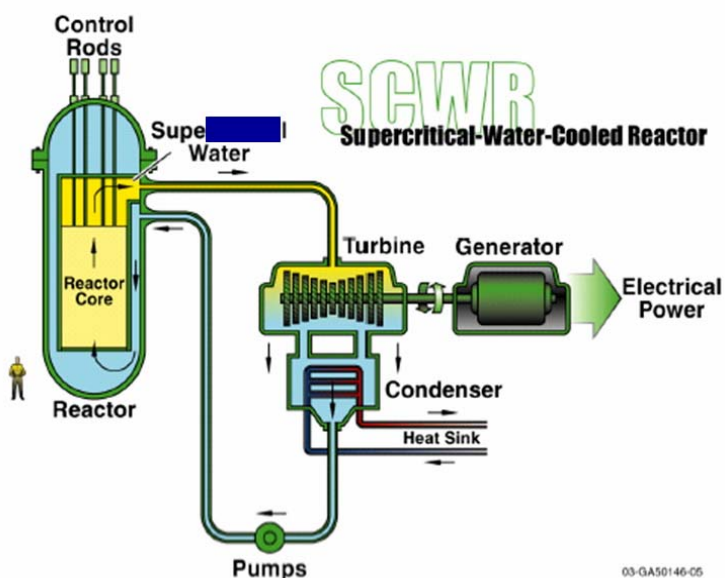 Control
Rods
SCWR
Supercritical-Water-Cooled Reactor
Water
Turbine
Generator
Reactor
Core
Electrical
Power
Condenser
Reactor
Heat Sink
Pumps
03-GA50146-05